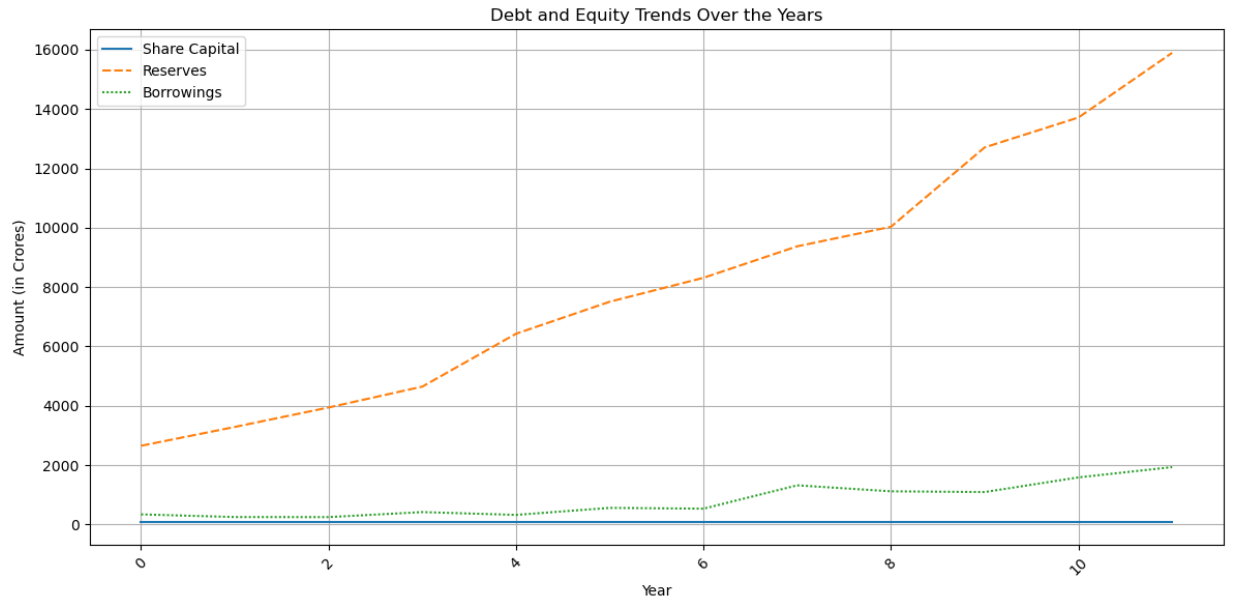 Debt and Equity Trends Over the Years
Share Capital
Reserves
Borrowings
16000
14000
12000
10000
8000
6000
4000
2000
0
Amount (in Crores)
0
2
4
6
8
10
Year